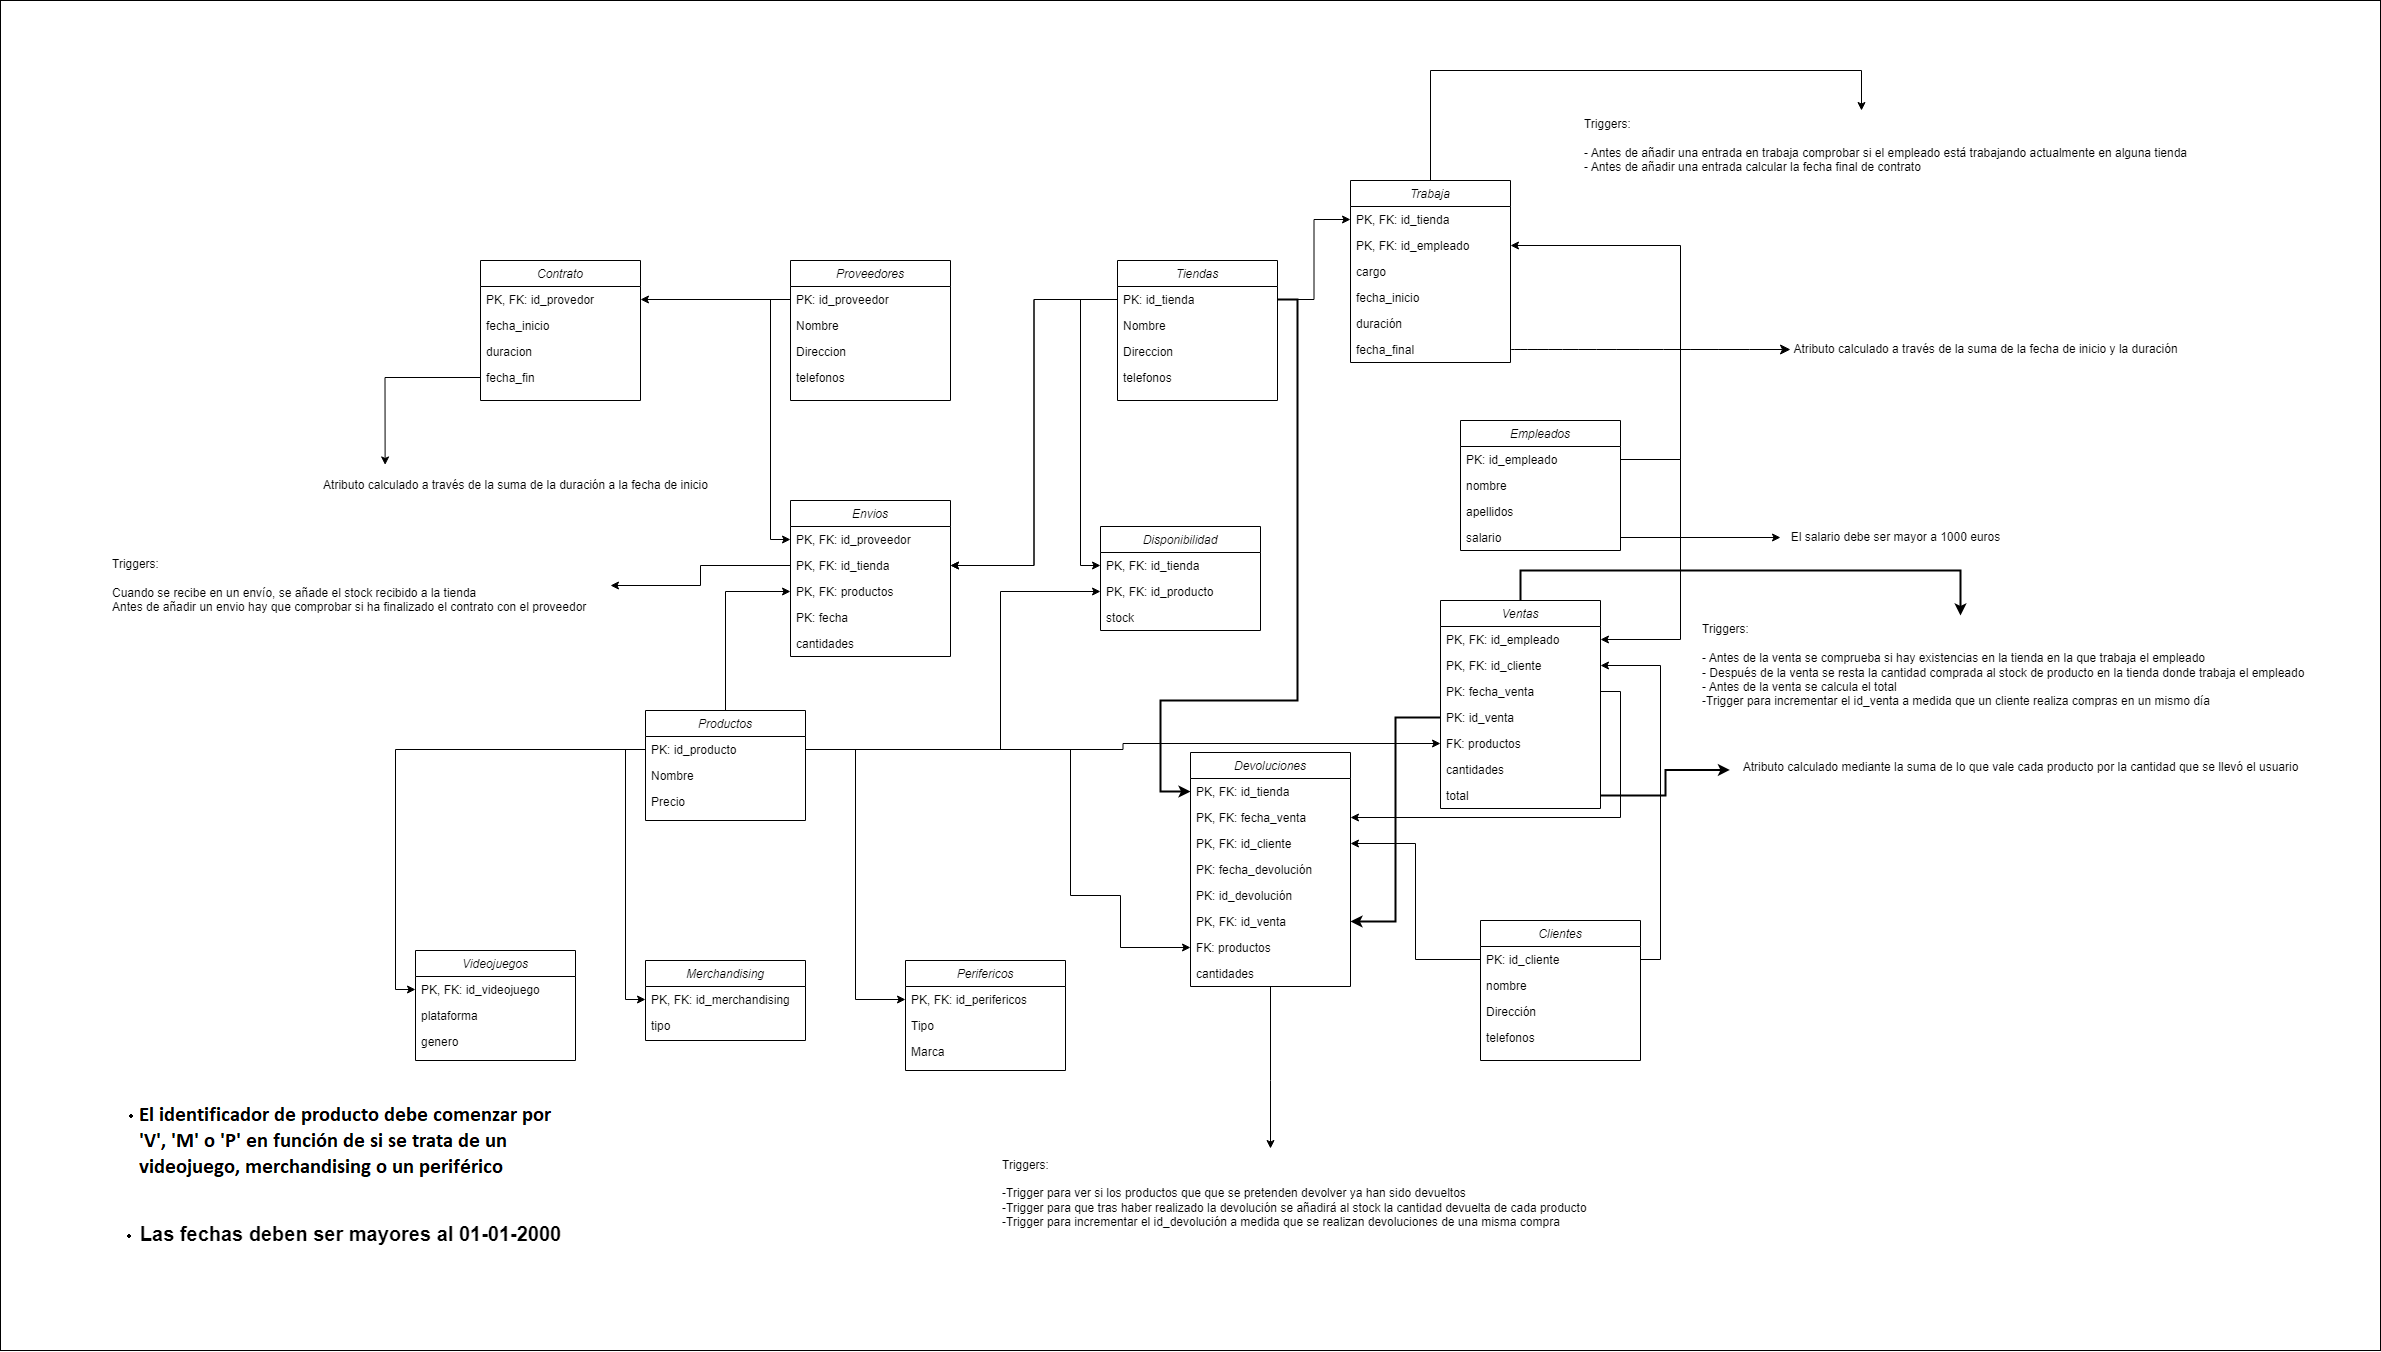 Triggers:
- Antes de añadir una entrada en trabaja comprobar si el empleado está trabajando actualmente en alguna tienda
- Antes de añadir una entrada calcular la fecha final de contrato
Trabaja
PK, FK: id_tienda
PK, FK: id_empleado
cargo
fecha_inicio
duración
fecha_final
Atributo calculado a través de la suma de la fecha de inicio y la duración
Contrato
PK, FK: id_provedor
fecha_inicio
duracion
fecha_fin
Atributo calculado a través de la suma de la duración a la fecha de inicio
Proveedores
PK: id_proveedor
Nombre
Direccion
telefonos
Tiendas
PK: id_tienda
Nombre
Direccion
telefonos
Empleados
PK: id_empleado
nombre
apellidos
salario
El salario debe ser mayor a 1000 euros
Triggers:
Cuando se recibe en un envío, se añade el stock recibido a la tienda
Antes de añadir un envio hay que comprobar si ha finalizado el contrato con el proveedor
Envios
PK, FK: id_proveedor
PK, FK: id_tienda
PK, FK: productos
PK: fecha
cantidades
Disponibilidad
PK, FK: id_tienda
PK, FK: id_producto
stock
Ventas
PK, FK: id_empleado
PK, FK: id_cliente
PK: fecha_venta
PK: id_venta
FK: productos
cantidades
total
Triggers:
- Antes de la venta se comprueba si hay existencias en la tienda en la que trabaja el empleado
- Después de la venta se resta la cantidad comprada al stock de producto en la tienda donde trabaja el empleado
- Antes de la venta se calcula el total
-Trigger para incrementar el id_venta a medida que un cliente realiza compras en un mismo día
Atributo calculado mediante la suma de lo que vale cada producto por la cantidad que se llevó el usuario
Productos
PK: id_producto
Nombre
Precio
Devoluciones
PK, FK: id_tienda
PK, FK: fecha_venta
PK, FK: id_cliente
PK: fecha_devolución
PK: id_devolución
PK, FK: id_venta
FK: productos
cantidades
Clientes
PK: id_cliente
nombre
Dirección
telefonos
Videojuegos
PK, FK: id_videojuego
plataforma
genero
Merchandising
PK, FK: id_merchandising
tipo
Perifericos
PK, FK: id_perifericos
Tipo
Marca
• El identificador de producto debe comenzar por
'V', 'M' o 'P' en función de si se trata de un
videojuego, merchandising o un periférico
• Las fechas deben ser mayores al 01-01-2000
Triggers:
-Trigger para ver si los productos que que se pretenden devolver ya han sido devueltos
-Trigger para que tras haber realizado la devolución se añadirá al stock la cantidad devuelta de cada producto
-Trigger para incrementar el id_devolución a medida que se realizan devoluciones de una misma compra